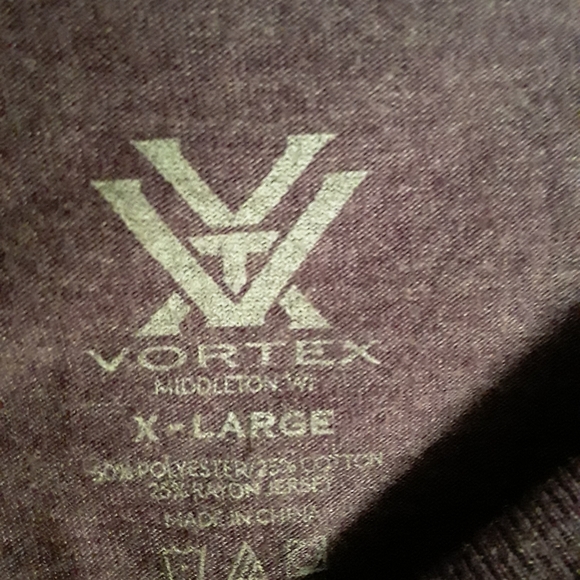 VORTEX
MIDDLETON WI
X-LARGE
50% POLYESTER/25% COTTON
25% RAYON JERSEY
MADE IN CHINA